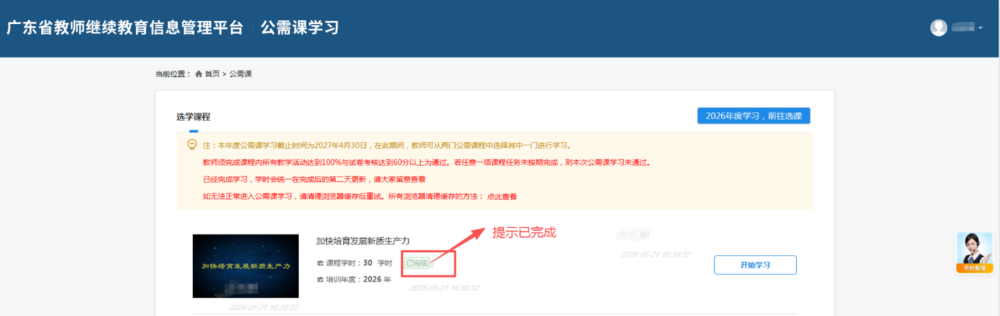 广东省教师继续教育信息管理平台 公需课学习
当前位置： 首页 > 公需课
选学课程
2026年度学习，前往选课
注：本年度公需课学习截止时间为2027年4月30日，在此期间，教师可从两门公需课程中选择其中一门进行学习。
教师须完成课程内所有教学活动达到100%与试卷考核达到60分以上为通过。若任意一项课程任务未按期完成，则本次公需课学习未通过。
已经完成学习，学时会统一在完成后的第二天更新，请大家留意查看
如无法正常进入公需课学习，请清理浏览器缓存后重试。所有浏览器清理缓存的方法： 点此查看
加快培育发展新质生产力
加快培育发展新质生产力
提示已完成
课程学时：30 学时 已完成
培训年度：2026 年
开始学习
2026-05-21 16:38:52
2026-05-21 16:38:52
2026-05-21 16:38:52
平台客服